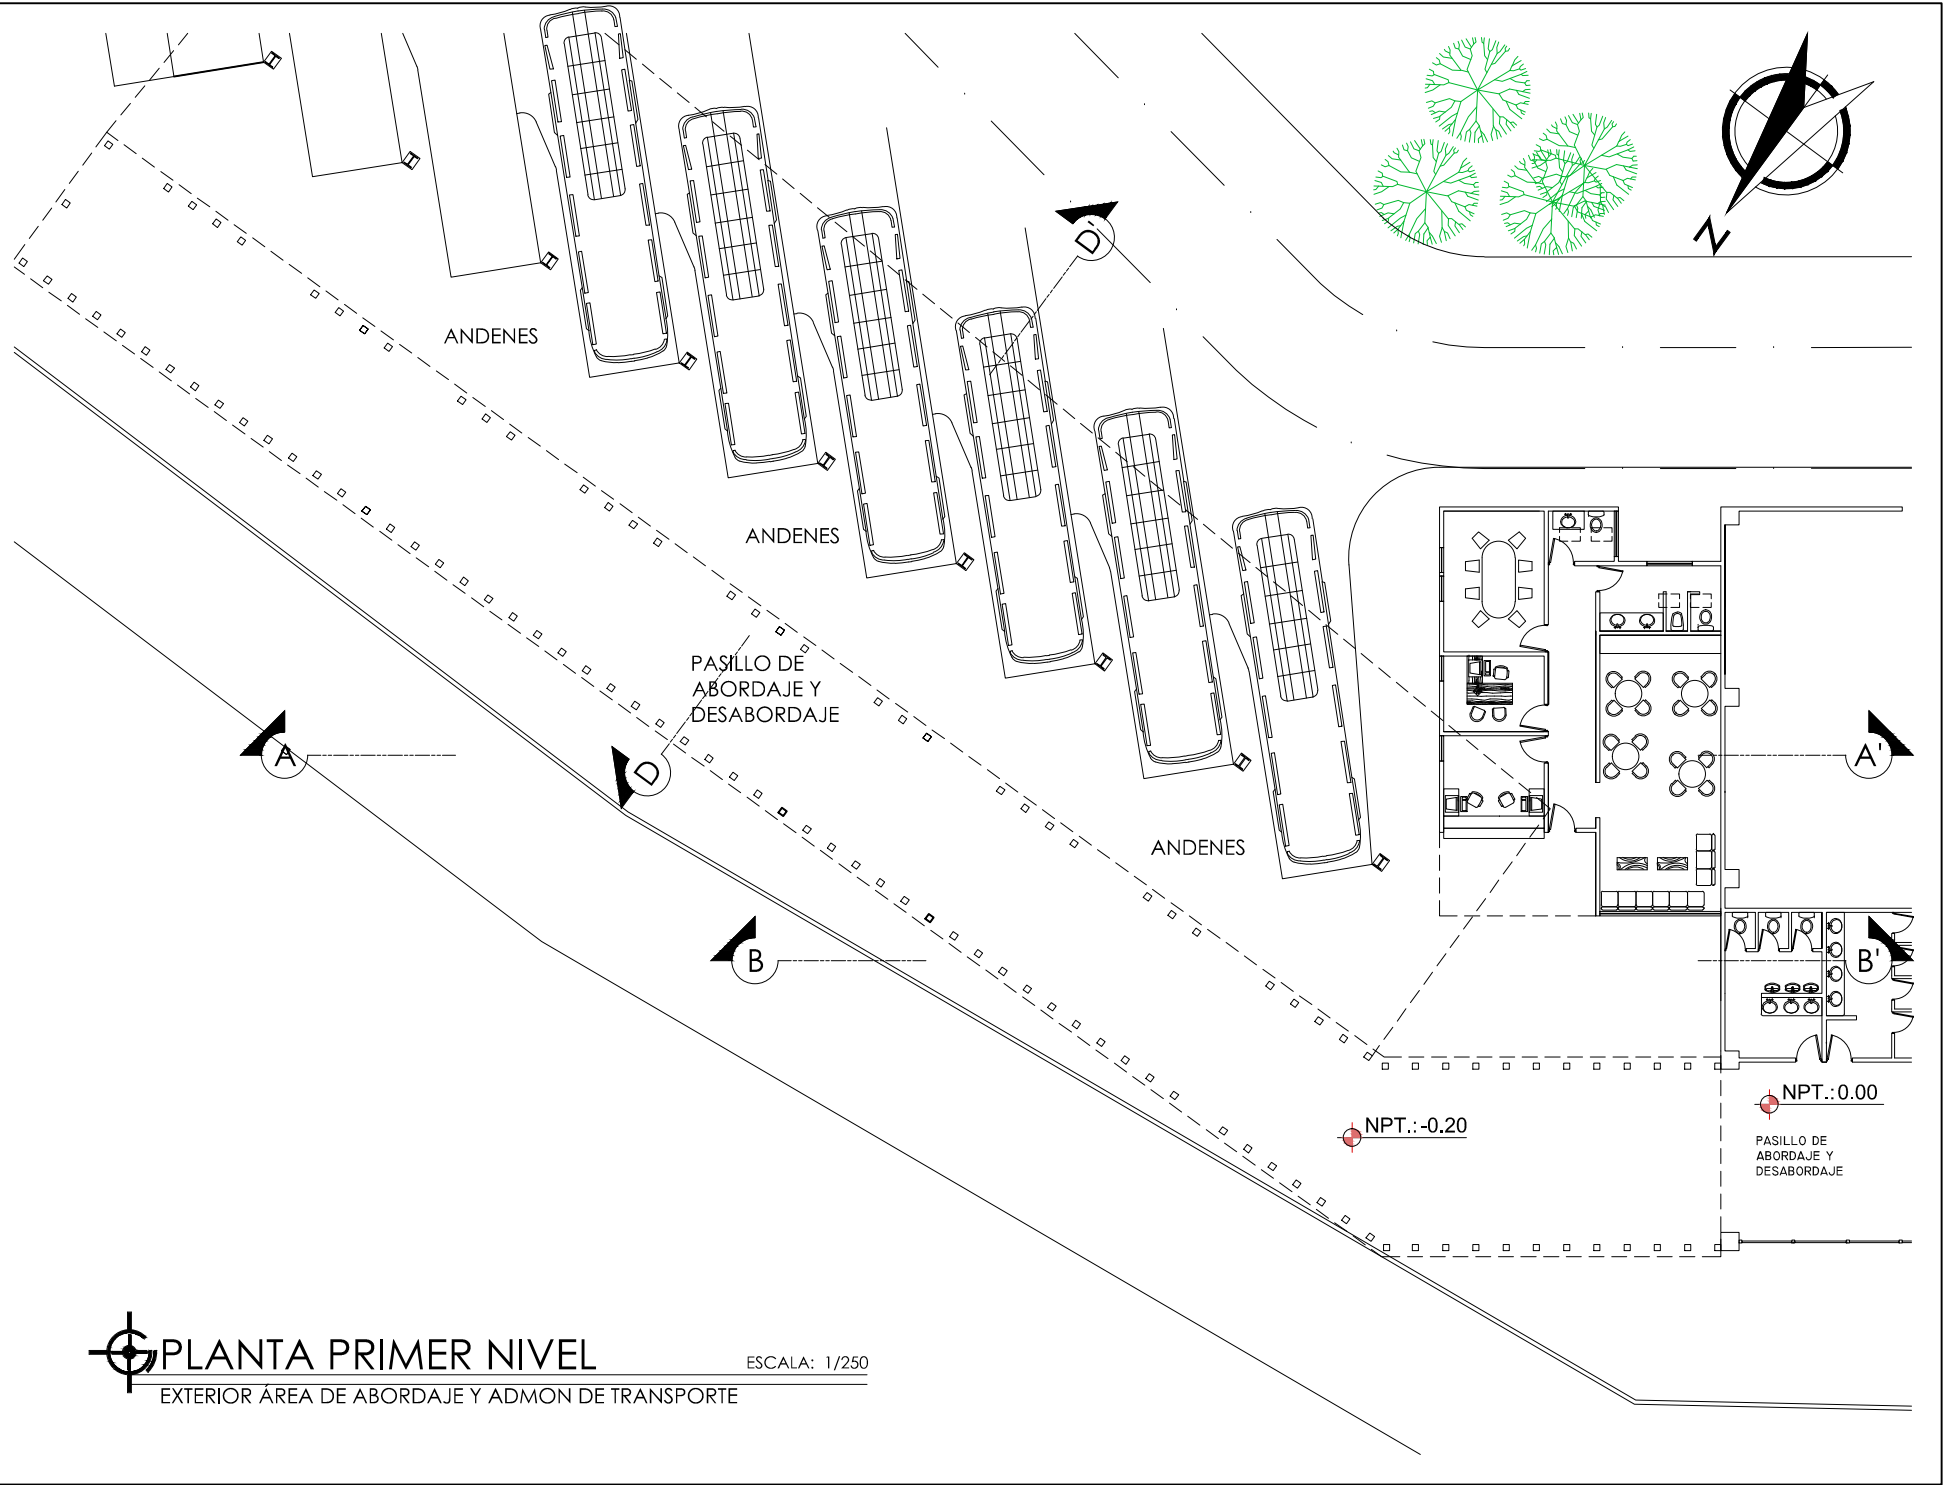 N
D'
ANDENES
ANDENES
PASILLO DE
ABORDAJE Y
DESABORDAJE
A
D
A'
ANDENES
B
B'
NPT.:0.00
NPT.:-0.20
PASILLO DE
ABORDAJE Y
DESABORDAJE
PLANTA PRIMER NIVEL
ESCALA: 1/250
EXTERIOR ÁREA DE ABORDAJE Y ADMON DE TRANSPORTE